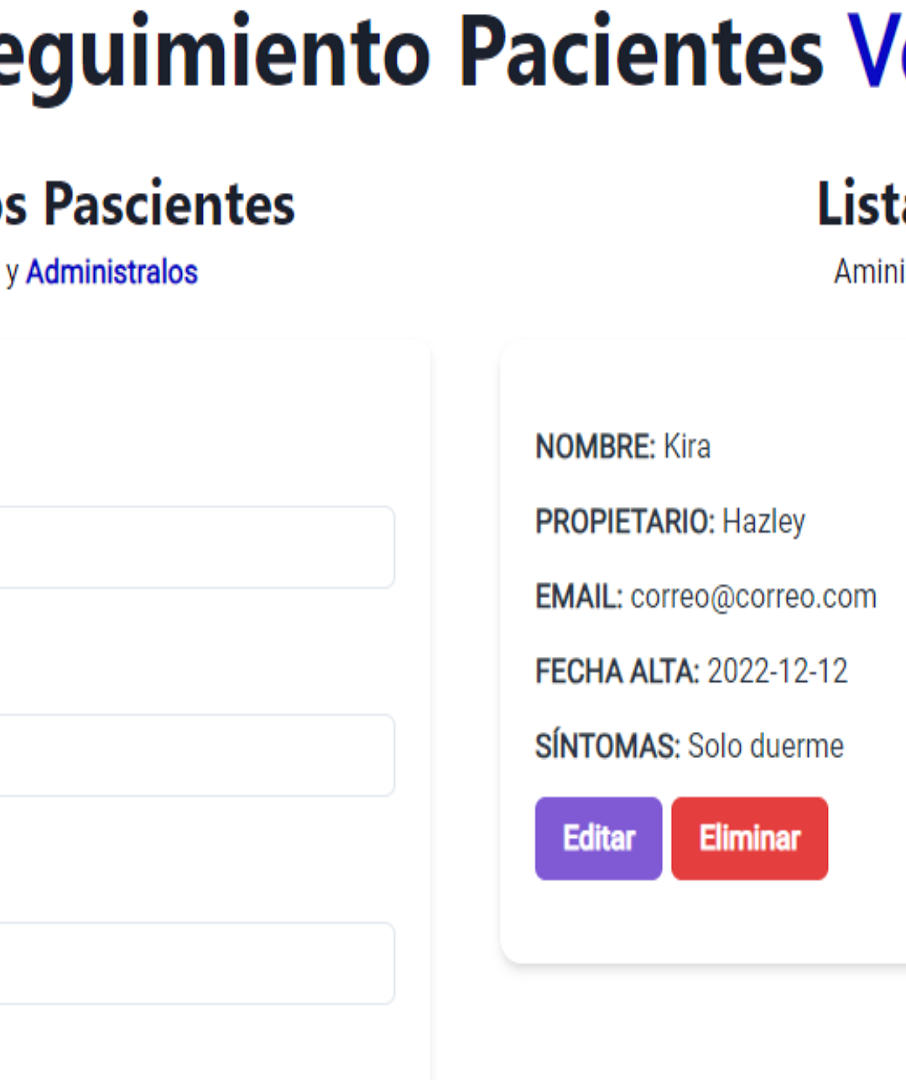 eguimiento Pacientes
os Pascientes
y Administralos
Lista
Amini
NOMBRE: Kira
PROPIETARIO: Hazley
EMAIL: correo@correo.com
FECHA ALTA: 2022-12-12
SÍNTOMAS: Solo duerme
Editar Eliminar